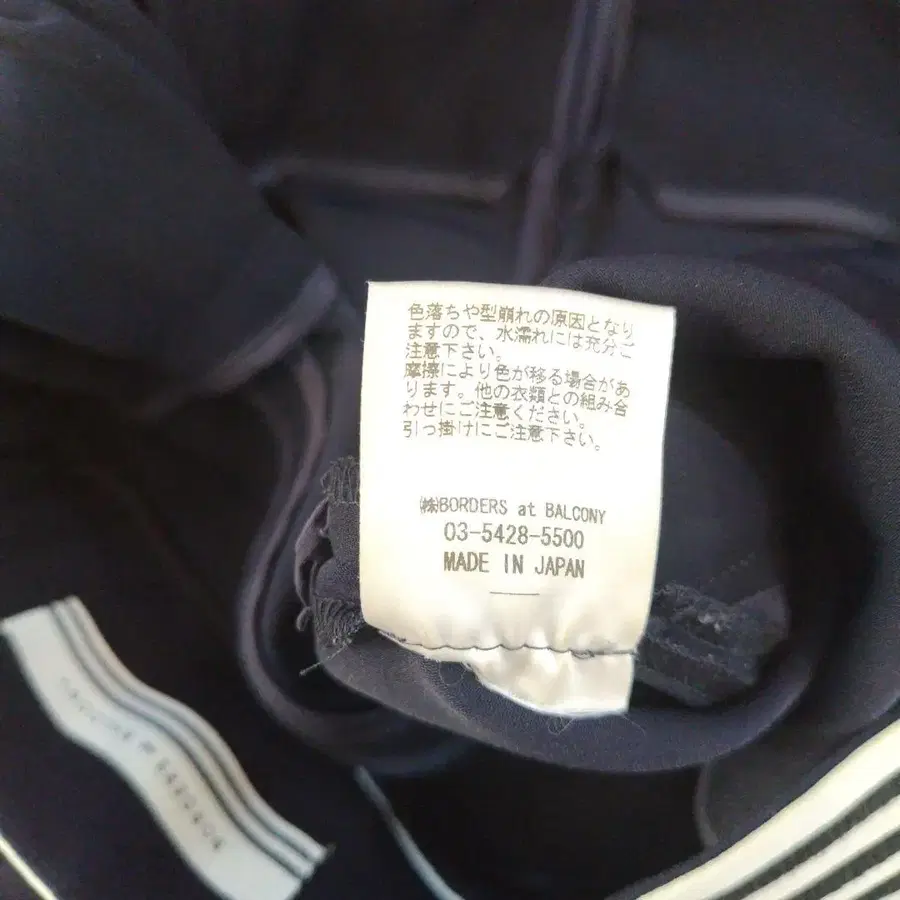 色落ちや型崩れの原因となり
ますので、水濡れには充分ご
注意下さい。
摩擦により色が移る場合があ
ります。他の衣類との組み合
わせにご注意ください。
引っ掛けにご注意下さい。
㈱BORDERS at BALCONY
03-5428-5500
MADE IN JAPAN